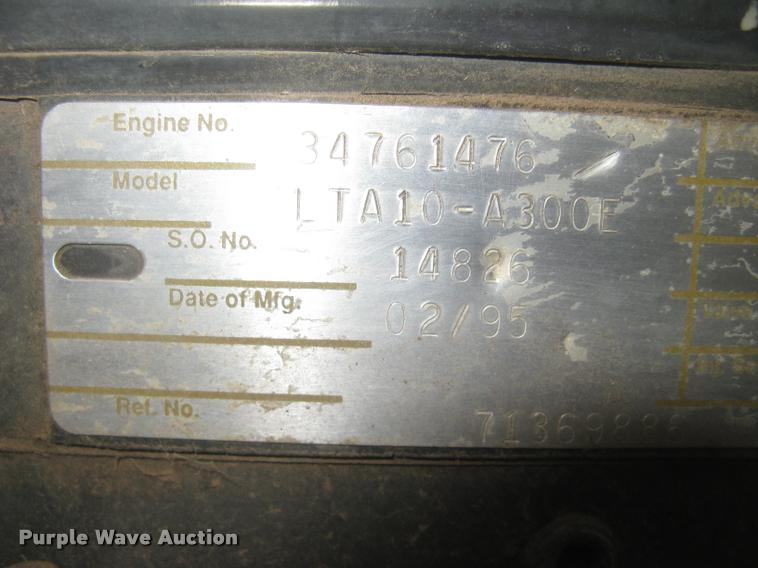 Engine No. 34761476
Model LTA10-A300E
S.O. No. 14826
Date of Mfg. 02/95
Ref. No.
Purple Wave Auction